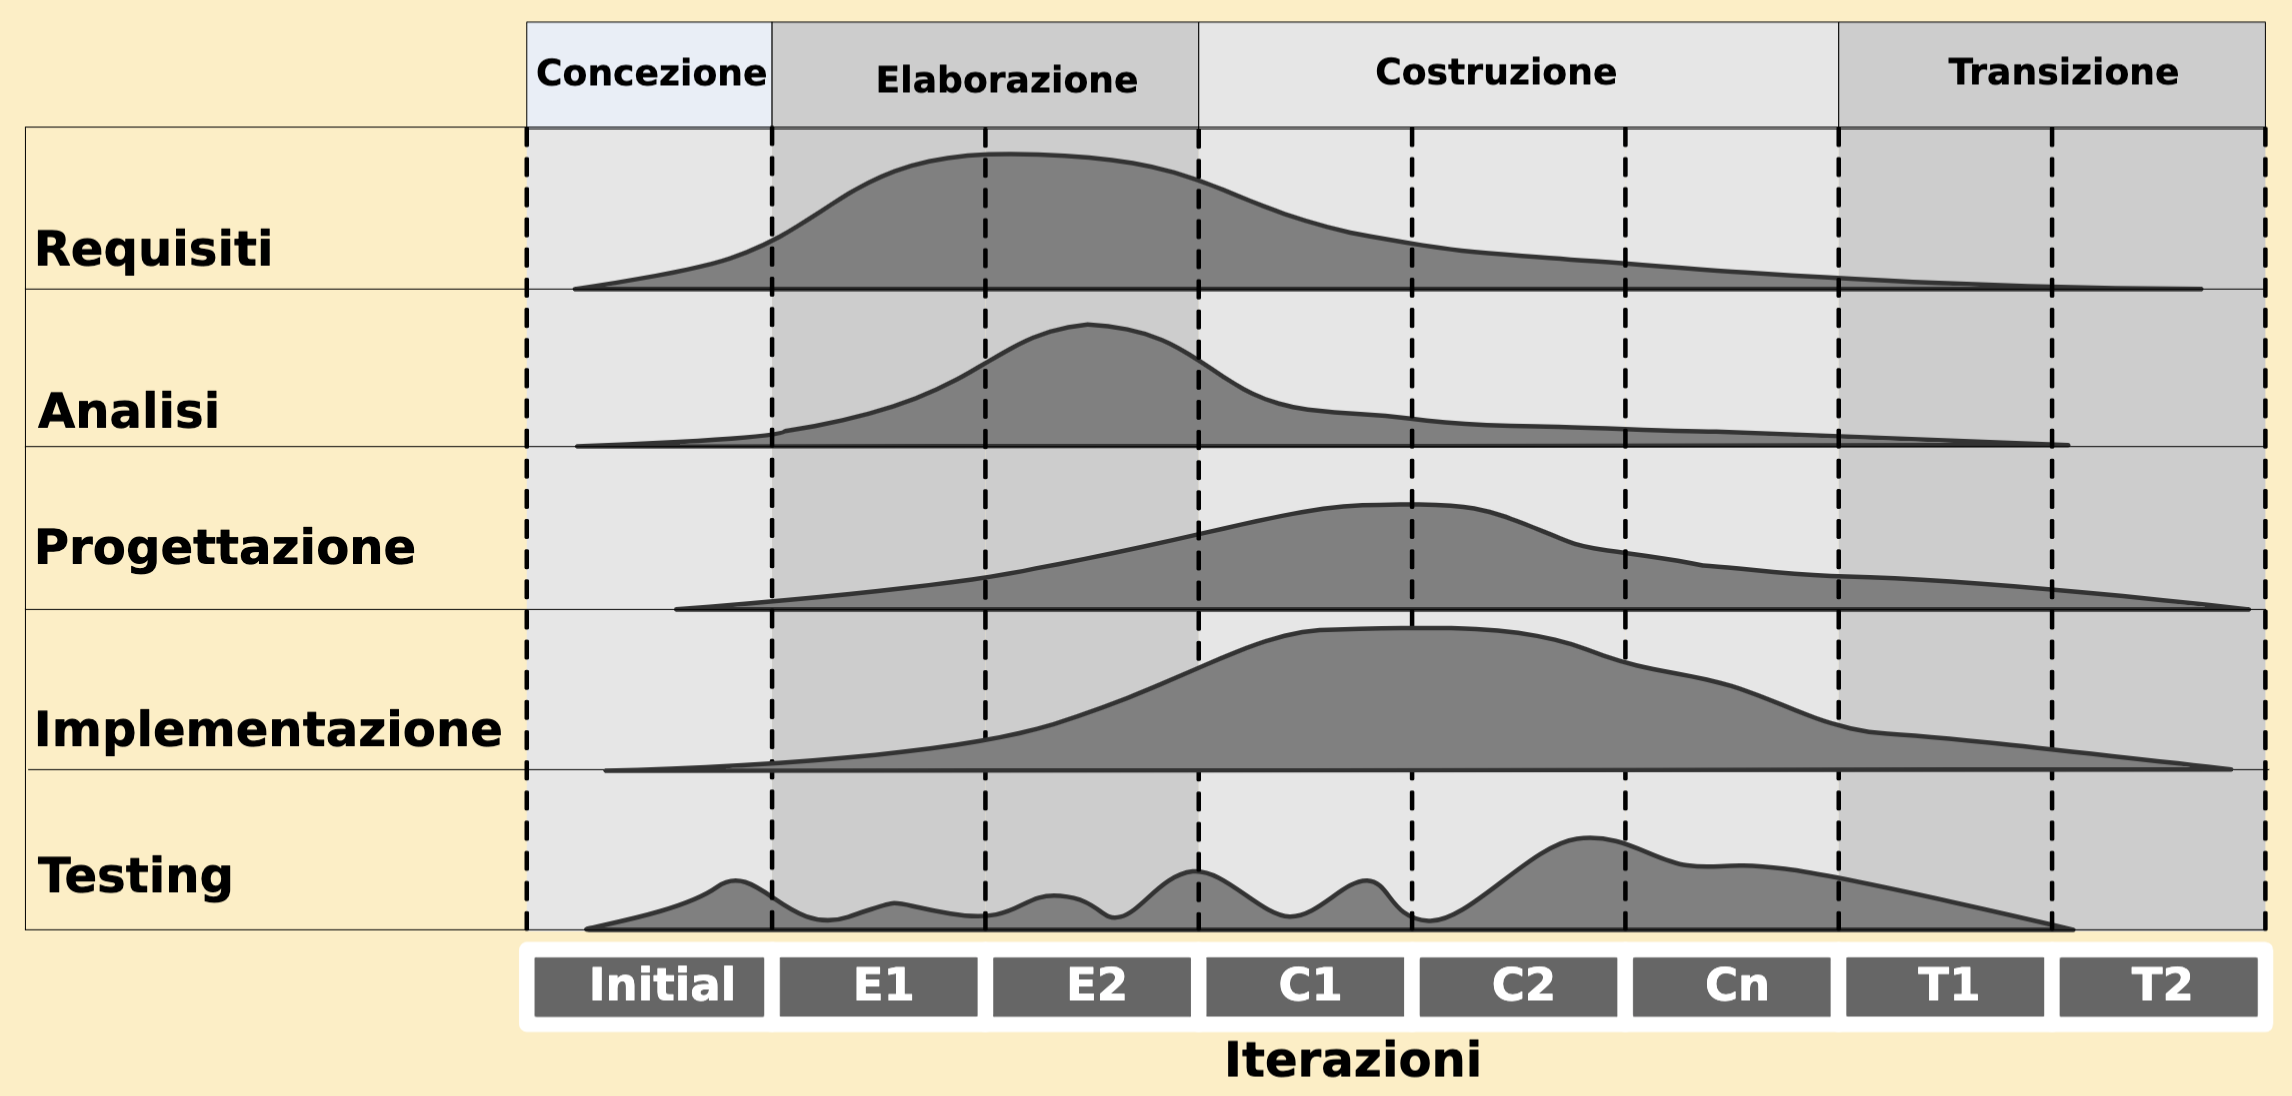 Concezione
Elaborazione
Costruzione
Transizione
Requisiti
Analisi
Progettazione
Implementazione
Testing
Initial
E1
E2
C1
C2
Cn
T1
T2
Iterazioni